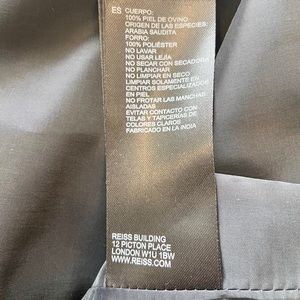 ES CUERPO:
100% PIEL DE OVINO
ORIGEN DE LAS ESPECIES:
ARABIA SAUDITA
FORRO:
100% POLIÉSTER
NO LAVAR
NO USAR LEJÍA
NO SECAR CON SECADORA
NO PLANCHAR
NO LIMPIAR EN SECO
LIMPIAR SOLAMENTE EN
CENTROS ESPECIALIZADOS
EN PIEL
NO FROTAR LAS MANCHAS
AISLADAS
EVITAR CONTACTO CON
TELAS Y TAPICERÍAS DE
COLORES CLAROS
FABRICADO EN LA INDIA
REISS BUILDING
12 PICTON PLACE
LONDON W1U 1BW
WWW.REISS.COM